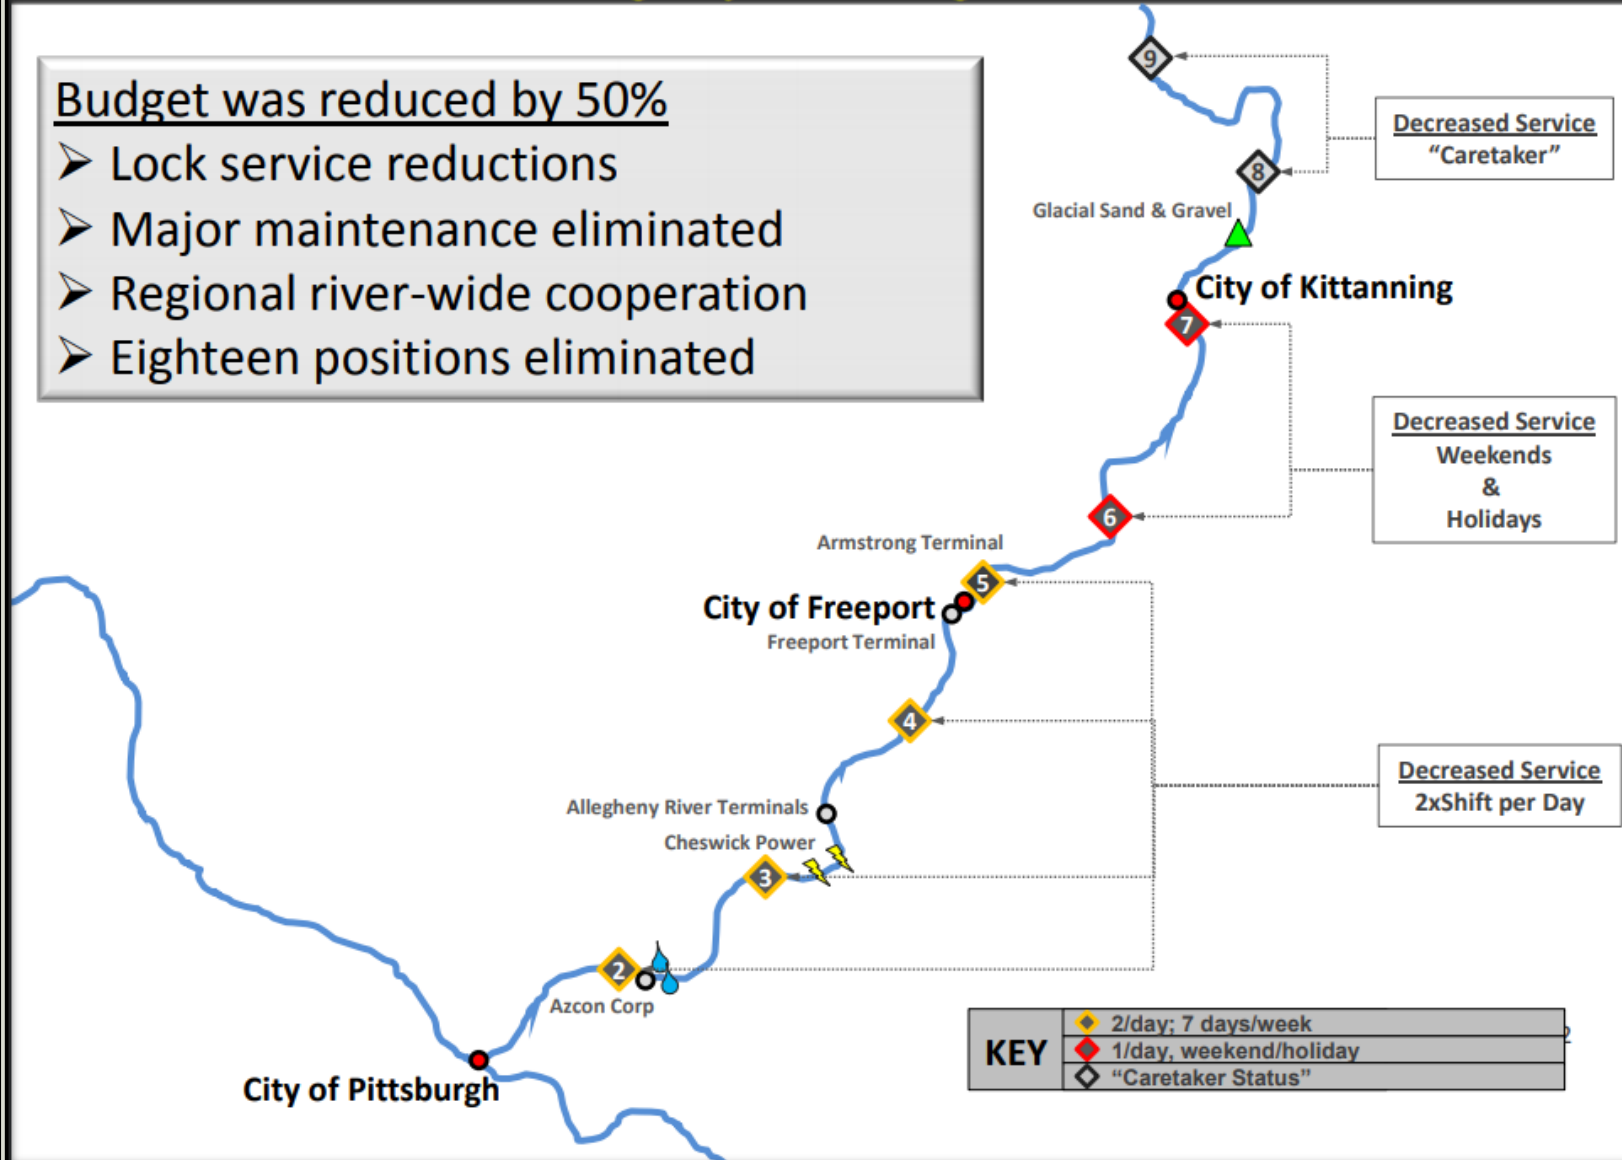 Budget was reduced by 50%
➢ Lock service reductions
➢ Major maintenance eliminated
➢ Regional river-wide cooperation
➢ Eighteen positions eliminated
9
Decreased Service
“Caretaker”
8
Glacial Sand & Gravel
City of Kittanning
7
Decreased Service
Weekends
&
Holidays
6
Armstrong Terminal
5
City of Freeport
Freeport Terminal
4
Decreased Service
2xShift per Day
Allegheny River Terminals
Cheswick Power
3
2
Azcon Corp
City of Pittsburgh
KEY
2/day; 7 days/week
1/day, weekend/holiday
“Caretaker Status”